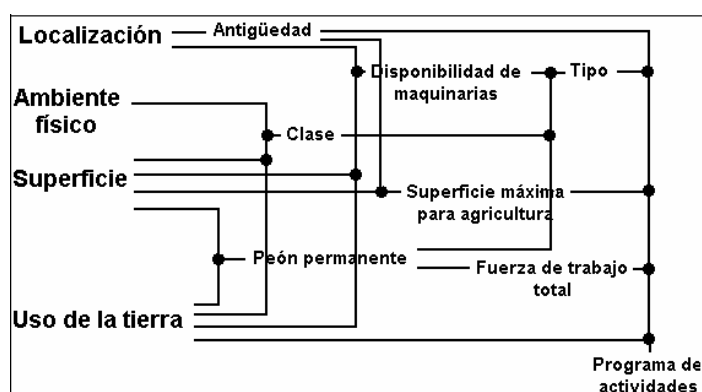 Localización
Antigüedad
Disponibilidad de
maquinarias
Tipo
Ambiente
físico
Clase
Superficie
Superficie máxima
para agricultura
Peón permanente
Fuerza de trabajo
total
Uso de la tierra
Programa de
actividades